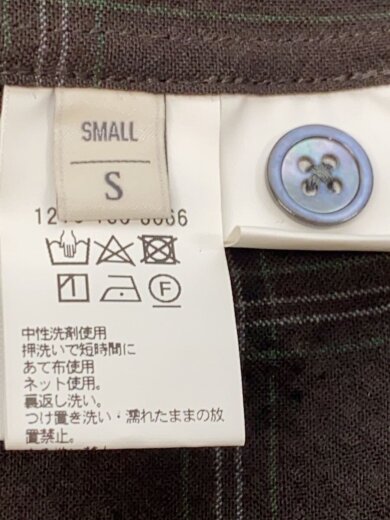 SMALL
S
中性洗剤使用
押洗いで短時間に
あて布使用
ネット使用。
裏返し洗い。
つけ置き洗い・濡れたままの放
置禁止。